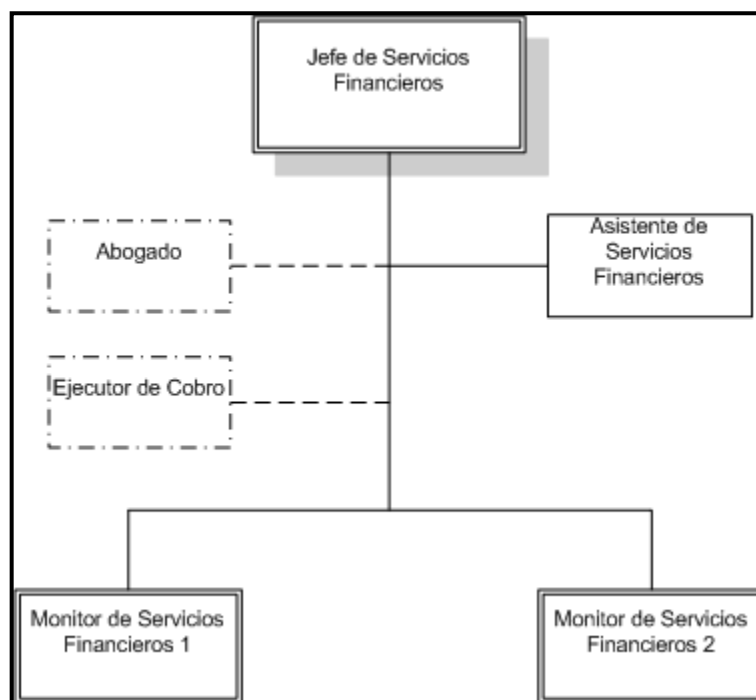 Jefe de Servicios
Financieros
Abogado
Asistente de
Servicios
Financieros
Ejecutor de Cobro
Monitor de Servicios
Financieros 1
Monitor de Servicios
Financieros 2